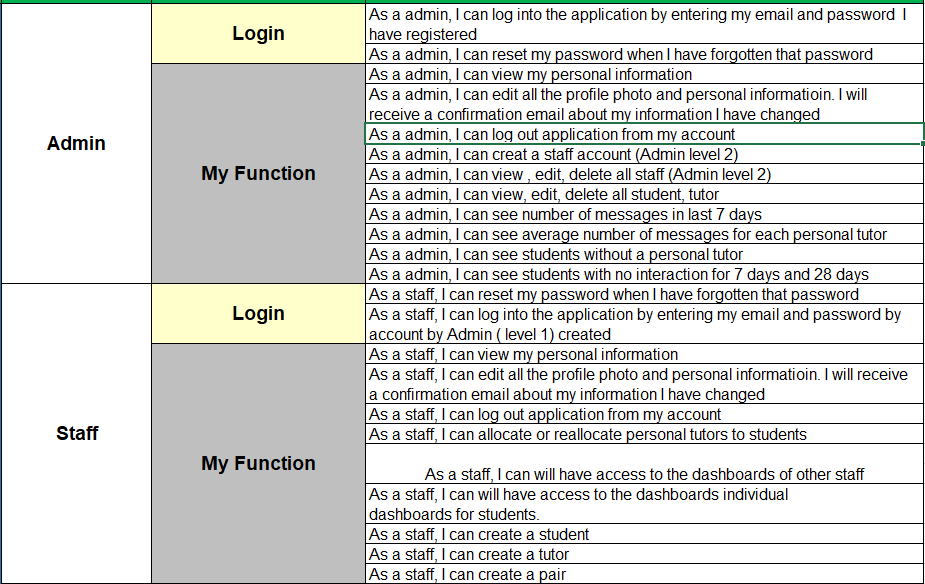 Admin
Login
As a admin, I can log into the application by entering my email and password I
have registered
As a admin, I can reset my password when I have forgotten that password
My Function
As a admin, I can view my personal information
As a admin, I can edit all the profile photo and personal informatioin. I will
receive a confirmation email about my information I have changed
As a admin, I can log out application from my account
As a admin, I can creat a staff account (Admin level 2)
As a admin, I can view , edit, delete all staff (Admin level 2)
As a admin, I can view, edit, delete all student, tutor
As a admin, I can see number of messages in last 7 days
As a admin, I can see average number of messages for each personal tutor
As a admin, I can see students without a personal tutor
As a admin, I can see students with no interaction for 7 days and 28 days
Staff
Login
As a staff, I can reset my password when I have forgotten that password
As a staff, I can log into the application by entering my email and password by
account by Admin ( level 1) created
My Function
As a staff, I can view my personal information
As a staff, I can edit all the profile photo and personal informatioin. I will receive
a confirmation email about my information I have changed
As a staff, I can log out application from my account
As a staff, I can allocate or reallocate personal tutors to students
As a staff, I can will have access to the dashboards of other staff
As a staff, I can will have access to the dashboards individual
dashboards for students.
As a staff, I can create a student
As a staff, I can create a tutor
As a staff, I can create a pair